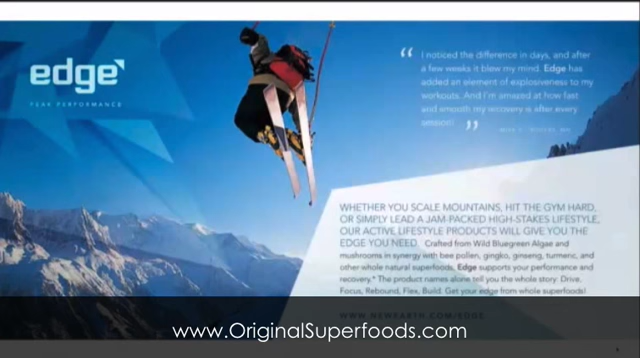 edge
PEAK PERFORMANCE
“ I noticed the difference in days, and after
a few weeks it blew my mind. Edge has
added an element of explosiveness to my
workouts. And I'm amazed at how fast
and smooth my recovery is after every
session! ”
WHETHER YOU SCALE MOUNTAINS, HIT THE GYM HARD,
OR SIMPLY LEAD A JAM-PACKED HIGH-STAKES LIFESTYLE,
OUR ACTIVE LIFESTYLE PRODUCTS WILL GIVE YOU THE
EDGE YOU NEED. Crafted from Wild Bluegreen Algae and
mushrooms in synergy with bee pollen, gingko, ginseng, turmeric, and
other whole natural superfoods, Edge supports your performance and
recovery.* The product names alone tell you the whole story: Drive,
Focus, Rebound, Flex, Build. Get your edge from whole superfoods!
WWW.NEWEARTH.COM/EDGE
www.OriginalSuperfoods.com